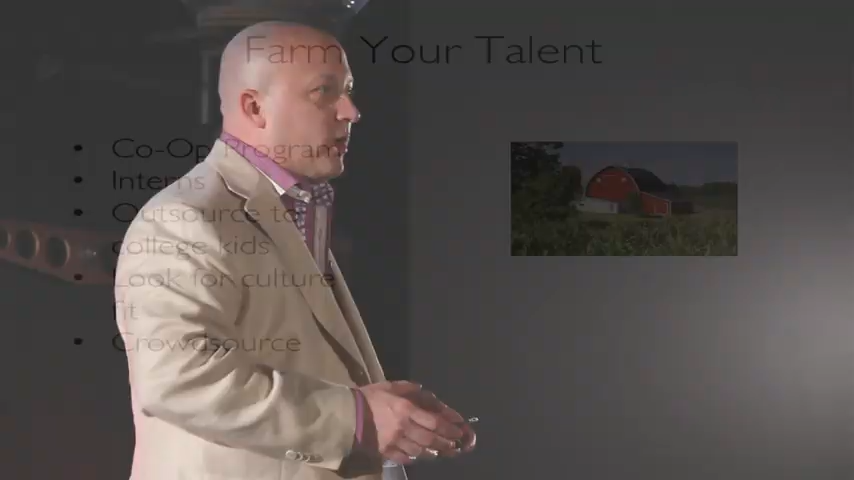 Farm Your Talent
• Co-Op Program
• Interns
• Outsource to
college kids
• Look for culture
fit
• Crowdsource